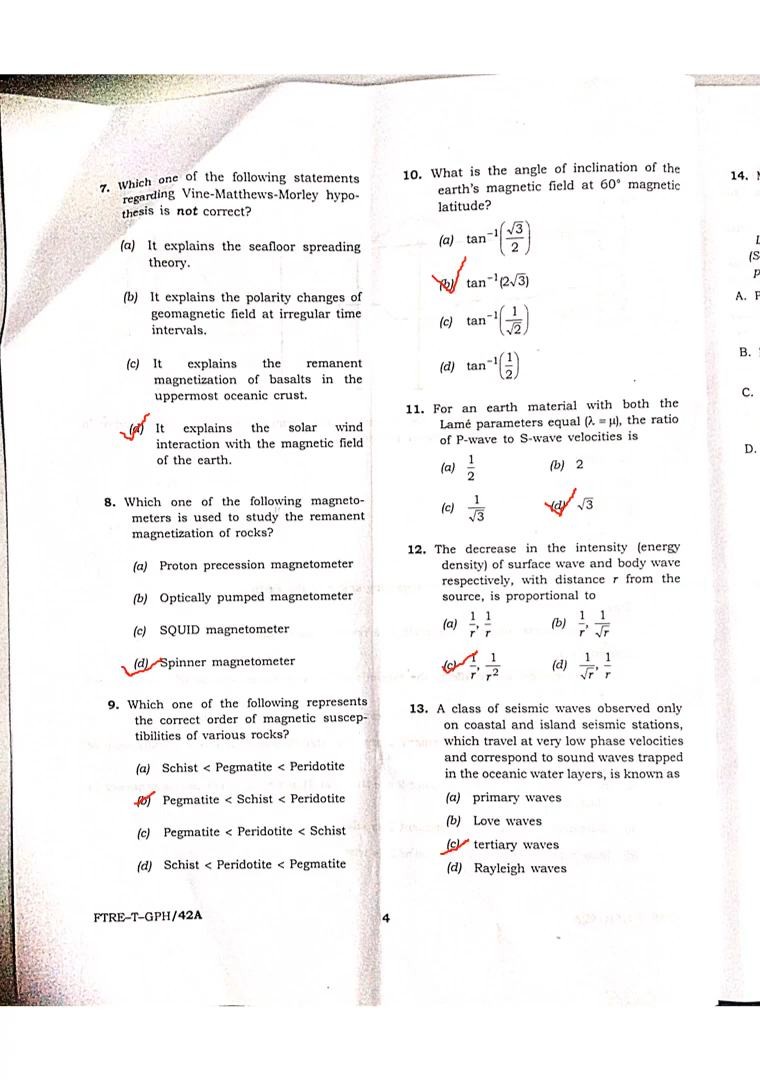 7. Which one of the following statements
regarding Vine-Matthews-Morley hypo-
thesis is not correct?
(a) It explains the seafloor spreading
theory.
(b) It explains the polarity changes of
geomagnetic field at irregular time
intervals.
(c) It explains the remanent
magnetization of basalts in the
uppermost oceanic crust.
(d) It explains the solar wind
interaction with the magnetic field
of the earth.
8. Which one of the following magneto-
meters is used to study the remanent
magnetization of rocks?
(a) Proton precession magnetometer
(b) Optically pumped magnetometer
(c) SQUID magnetometer
(d) Spinner magnetometer
9. Which one of the following represents
the correct order of magnetic suscep-
tibilities of various rocks?
(a) Schist < Pegmatite < Peridotite
(b) Pegmatite < Schist < Peridotite
(c) Pegmatite < Peridotite < Schist
(d) Schist < Peridotite < Pegmatite
FTRE-T-GPH/42A
4
10. What is the angle of inclination of the
earth's magnetic field at 60° magnetic
latitude?
(a) tan⁻¹(√3/2)
(b) tan⁻¹(2√3)
(c) tan⁻¹(1/√2)
(d) tan⁻¹(1/2)
11. For an earth material with both the
Lamé parameters equal (λ = μ), the ratio
of P-wave to S-wave velocities is
(a) 1/2 (b) 2
(c) 1/√3 (d) √3
12. The decrease in the intensity (energy
density) of surface wave and body wave
respectively, with distance r from the
source, is proportional to
(a) 1/r, 1/r (b) 1/r, 1/√r
(c) 1/r, 1/r² (d) 1/√r, 1/r
13. A class of seismic waves observed only
on coastal and island seismic stations,
which travel at very low phase velocities
and correspond to sound waves trapped
in the oceanic water layers, is known as
(a) primary waves
(b) Love waves
(c) tertiary waves
(d) Rayleigh waves
14.
(S
p
A.
B.
C.
D.